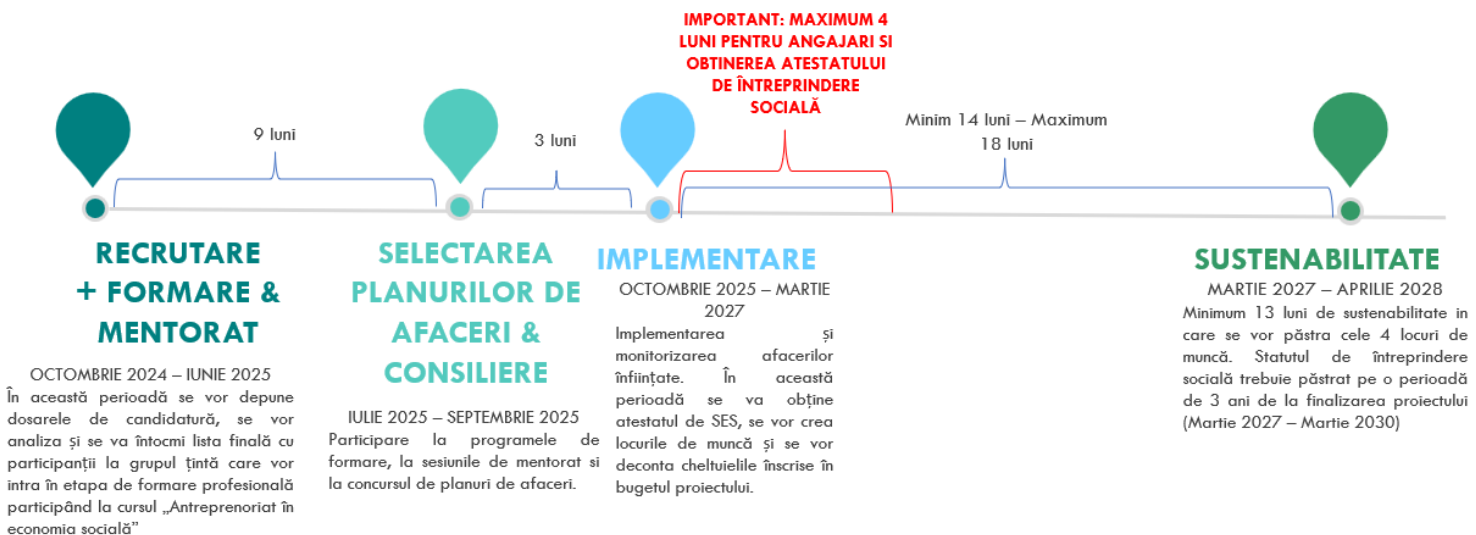 IMPORTANT: MAXIMUM 4
LUNI PENTRU ANGAJARI SI
OBTINEREA ATESTATULUI
DE ÎNTREPRINDERE
SOCIALĂ
9 luni
3 luni
Minim 14 luni – Maximum
18 luni
RECRUTARE
+ FORMARE &
MENTORAT
OCTOMBRIE 2024 – IUNIE 2025
În această perioadă se vor depune
dosarele de candidatură, se vor
analiza și se va întocmi lista finală cu
participanții la grupul țintă care vor
intra în etapa de formare profesională
participând la cursul „Antreprenoriat în
economia socială”
SELECTAREA
PLANURILOR DE
AFACERI &
CONSILIERE
IULIE 2025 – SEPTEMBRIE 2025
Participare la programele de
formare, la sesiunile de mentorat si
la concursul de planuri de afaceri.
IMPLEMENTARE
OCTOMBRIE 2025 – MARTIE
2027
Implementarea și
monitorizarea afacerilor
înființate. În această
perioadă se va obține
atestatul de SES, se vor crea
locurile de muncă și se vor
deconta cheltuielile înscrise în
bugetul proiectului.
SUSTENABILITATE
MARTIE 2027 – APRILIE 2028
Minimum 13 luni de sustenabilitate in
care se vor păstra cele 4 locuri de
muncă. Statutul de întreprindere
socială trebuie păstrat pe o perioadă
de 3 ani de la finalizarea proiectului
(Martie 2027 – Martie 2030)